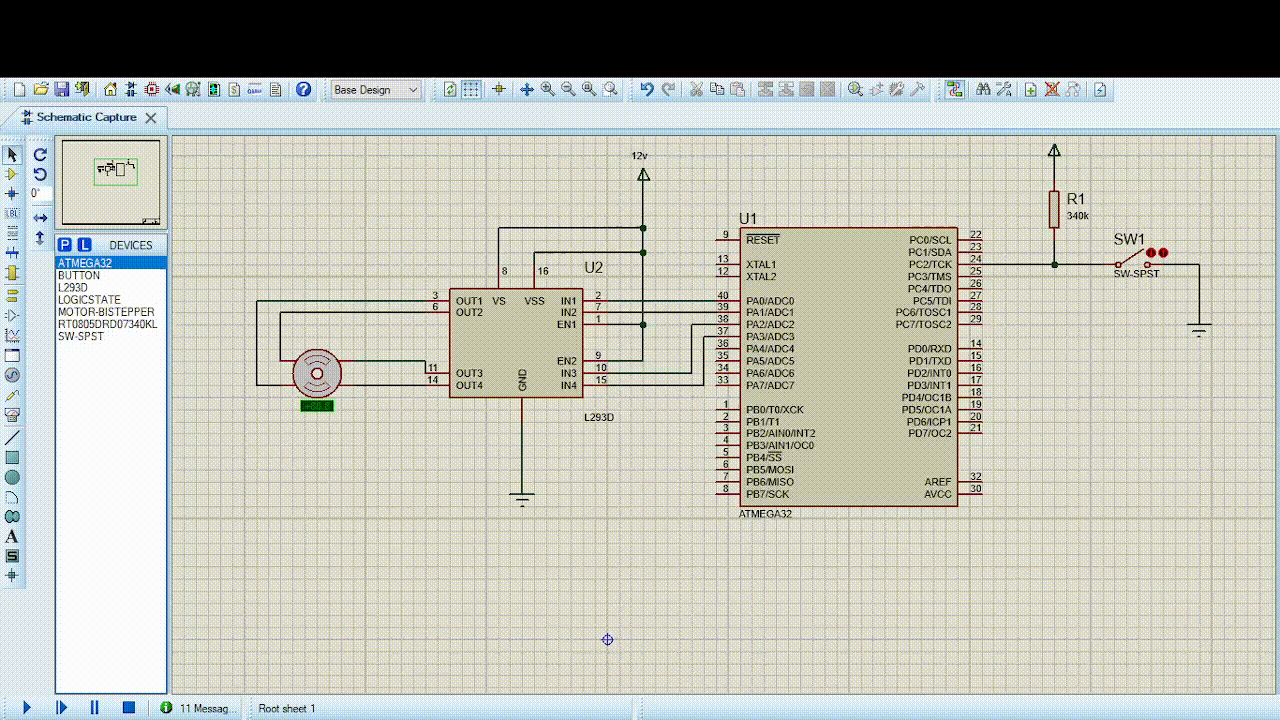 Base Design
Schematic Capture
0°
LBL
P L DEVICES
ATMEGA32
BUTTON
L293D
LOGICSTATE
MOTOR-BISTEPPER
RT0805DRD07340KL
SW-SPST
A
S
12v
U2
8
16
VS
VSS
3
OUT1
6
OUT2
11
OUT3
14
OUT4
IN1
2
IN2
7
EN1
1
EN2
9
IN3
10
IN4
15
GND
L293D
U1
9
RESET
13
XTAL1
12
XTAL2
40
PA0/ADC0
39
PA1/ADC1
38
PA2/ADC2
37
PA3/ADC3
36
PA4/ADC4
35
PA5/ADC5
34
PA6/ADC6
33
PA7/ADC7
1
PB0/T0/XCK
2
PB1/T1
3
PB2/AIN0/INT2
4
PB3/AIN1/OC0
5
PB4/SS
6
PB5/MOSI
7
PB6/MISO
8
PB7/SCK
PC0/SCL
22
PC1/SDA
23
PC2/TCK
24
PC3/TMS
25
PC4/TDO
26
PC5/TDI
27
PC6/TOSC1
28
PC7/TOSC2
29
PD0/RXD
14
PD1/TXD
15
PD2/INT0
16
PD3/INT1
17
PD4/OC1B
18
PD5/OC1A
19
PD6/ICP1
20
PD7/OC2
21
AREF
32
AVCC
30
ATMEGA32
R1
340k
SW1
SW-SPST
11 Messag...
Root sheet 1